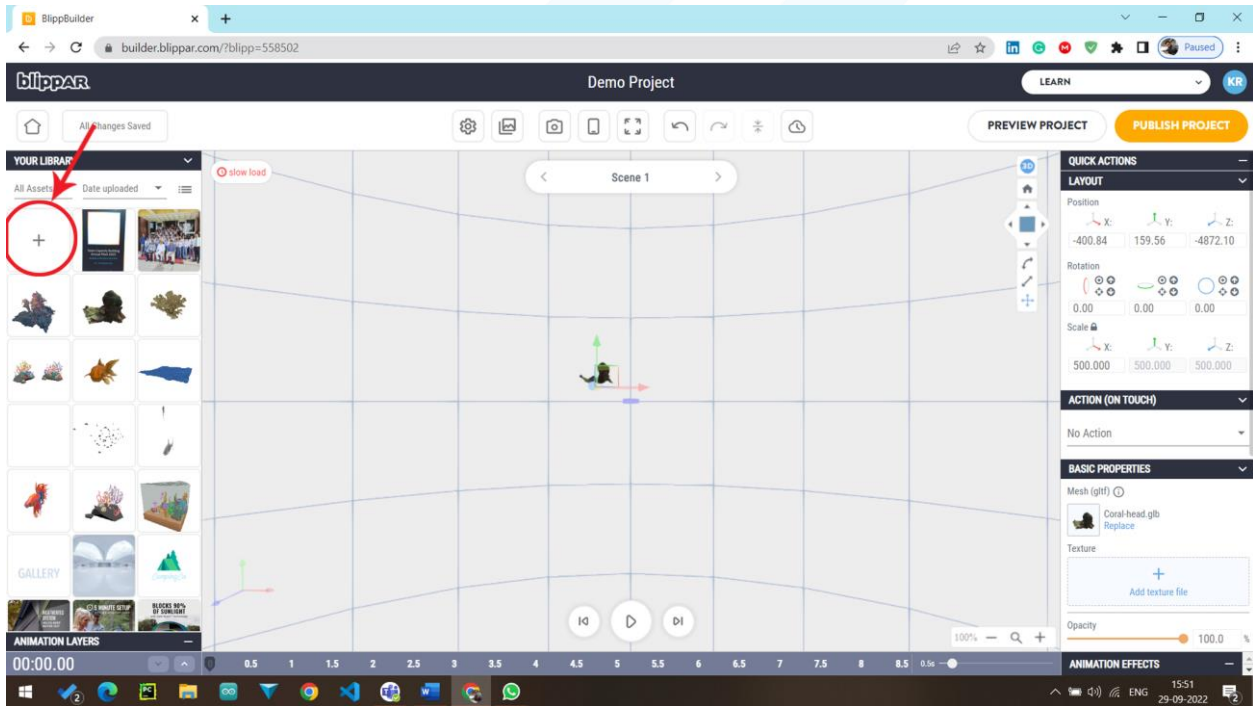 BlippBuilder
builder.blippar.com/?blipp=558502
Paused
blippAR
Demo Project
LEARN
KR
All Changes Saved
PREVIEW PROJECT
PUBLISH PROJECT
YOUR LIBRARY
All Assets
Date uploaded
slow load
Scene 1
3D
QUICK ACTIONS
LAYOUT
Position
X: Y: Z:
-400.84 159.56 -4872.10
Rotation
0.00 0.00 0.00
Scale
X: Y: Z:
500.000 500.000 500.000
ACTION (ON TOUCH)
No Action
BASIC PROPERTIES
Mesh (gltf)
Coral-head.glb
Replace
Texture
Add texture file
Opacity
100.0 %
GALLERY
5 MINUTE SETUP
BLOCKS 98%
OF SUNLIGHT
100%
ANIMATION LAYERS
00:00.00
0.5 1 1.5 2 2.5 3 3.5 4 4.5 5 5.5 6 6.5 7 7.5 8 8.5 0.5s
ANIMATION EFFECTS
2
PC
W
ENG
15:51
29-09-2022
2